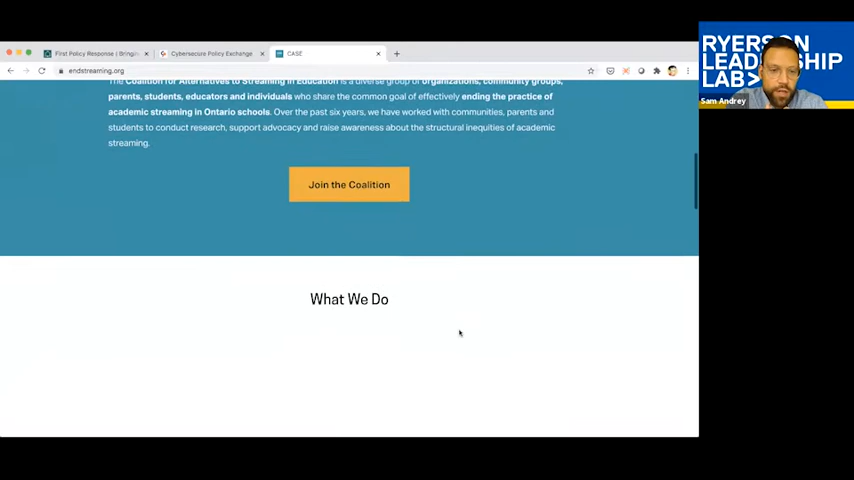 First Policy Response ( Bringin
Cybersecure Policy Exchange
CASE
endstreaming.org
The Coalition for Alternatives to Streaming in Education is a diverse group of organizations, community groups,
parents, students, educators and individuals who share the common goal of effectively ending the practice of
academic streaming in Ontario schools. Over the past six years, we have worked with communities, parents and
students to conduct research, support advocacy and raise awareness about the structural inequities of academic
streaming.
Join the Coalition
What We Do
RYERSON
LEADERSHIP
LAB>
Sam Andrey